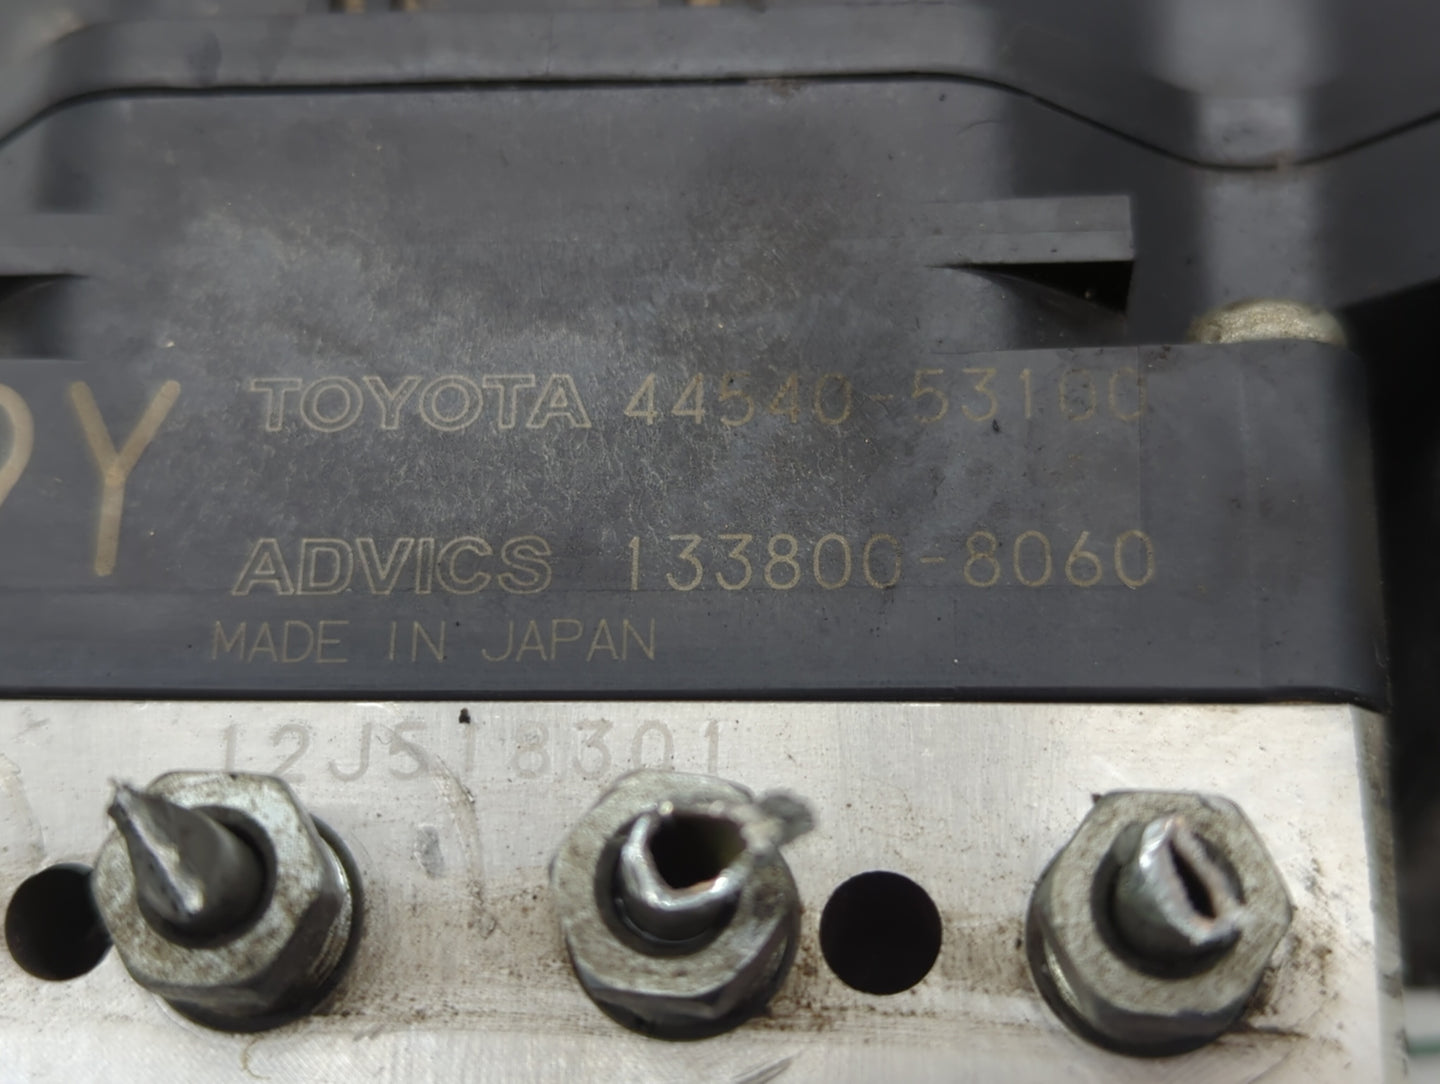 Y
TOYOTA 44540-53100
ADVICS 133800-8060
MADE IN JAPAN
12J518301